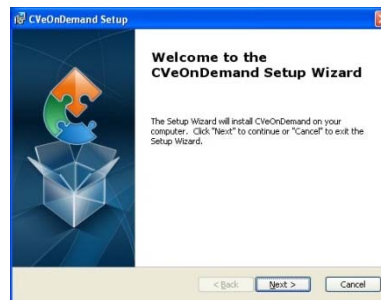 CVeOnDemand Setup
Welcome to the
CVeOnDemand Setup Wizard
The Setup Wizard will install CVeOnDemand on your
computer. Click "Next" to continue or "Cancel" to exit the
Setup Wizard.
< Back Next > Cancel